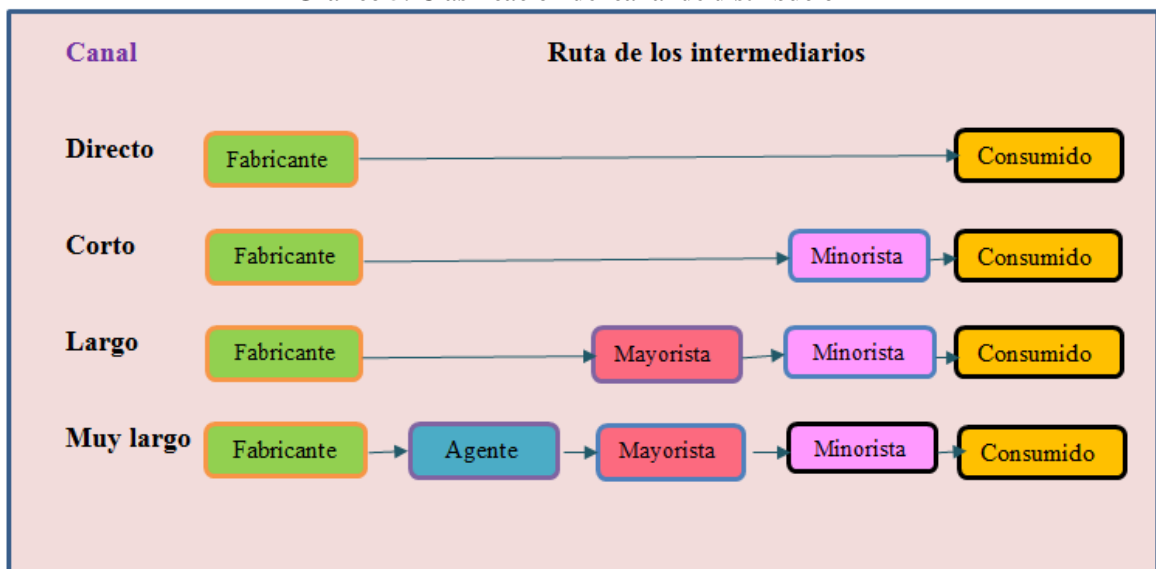 Canal Ruta de los intermediarios
Directo Fabricante Consumido
Corto Fabricante Minorista Consumido
Largo Fabricante Mayorista Minorista Consumido
Muy largo Fabricante Agente Mayorista Minorista Consumido